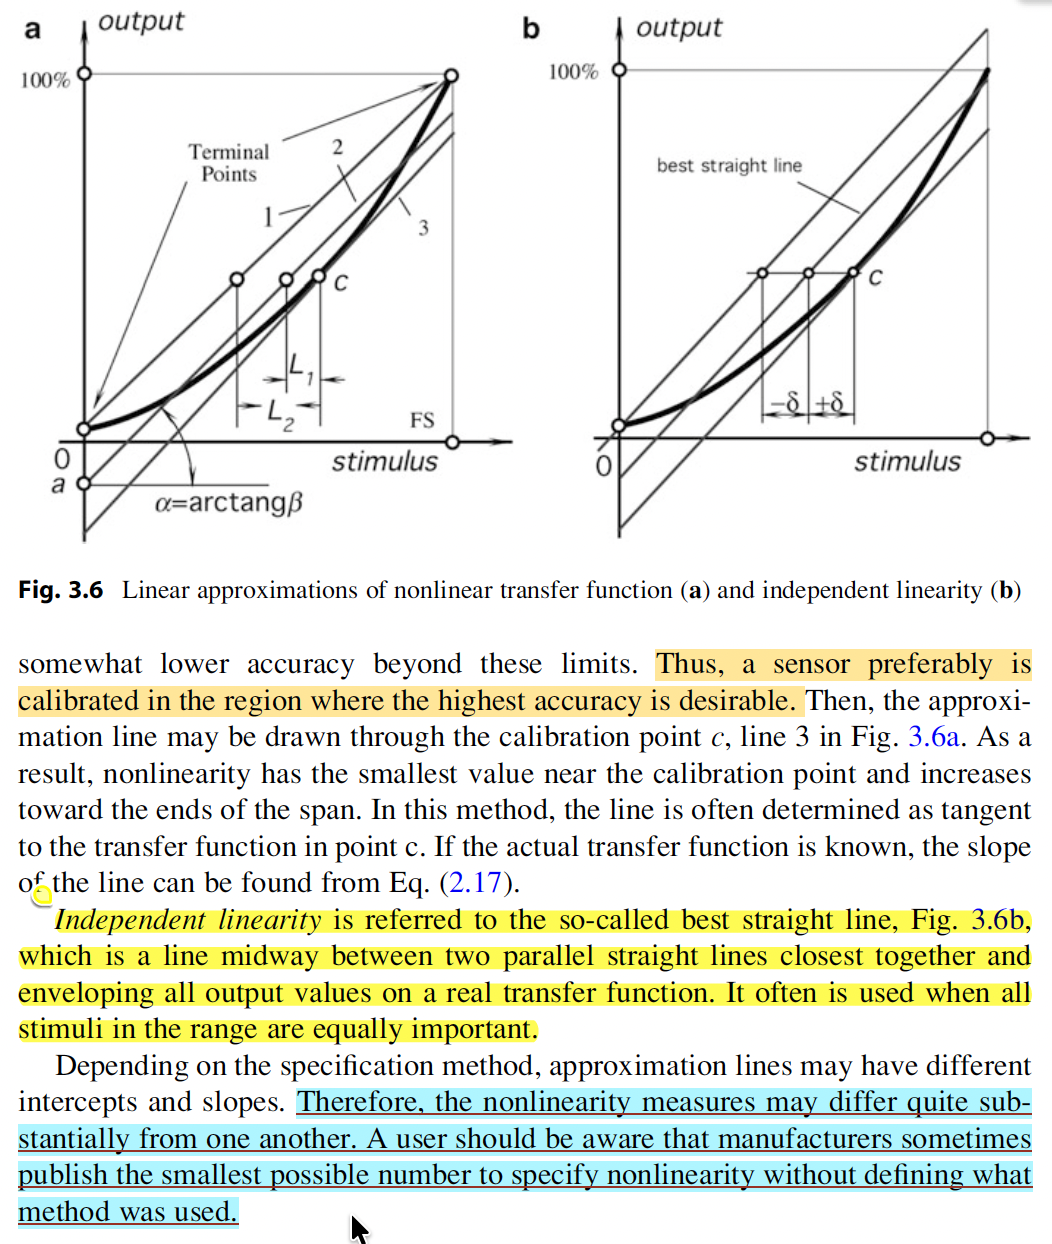 a
output
100%
Terminal
Points
2
1
3
c
L1
L2
FS
0
a
stimulus
α=arctangβ
b
output
100%
best straight line
c
-δ +δ
0
stimulus
Fig. 3.6 Linear approximations of nonlinear transfer function (a) and independent linearity (b)
somewhat lower accuracy beyond these limits. Thus, a sensor preferably is
calibrated in the region where the highest accuracy is desirable. Then, the approxi-
mation line may be drawn through the calibration point c, line 3 in Fig. 3.6a. As a
result, nonlinearity has the smallest value near the calibration point and increases
toward the ends of the span. In this method, the line is often determined as tangent
to the transfer function in point c. If the actual transfer function is known, the slope
of the line can be found from Eq. (2.17).
Independent linearity is referred to the so-called best straight line, Fig. 3.6b,
which is a line midway between two parallel straight lines closest together and
enveloping all output values on a real transfer function. It often is used when all
stimuli in the range are equally important.
Depending on the specification method, approximation lines may have different
intercepts and slopes. Therefore, the nonlinearity measures may differ quite sub-
stantially from one another. A user should be aware that manufacturers sometimes
publish the smallest possible number to specify nonlinearity without defining what
method was used.